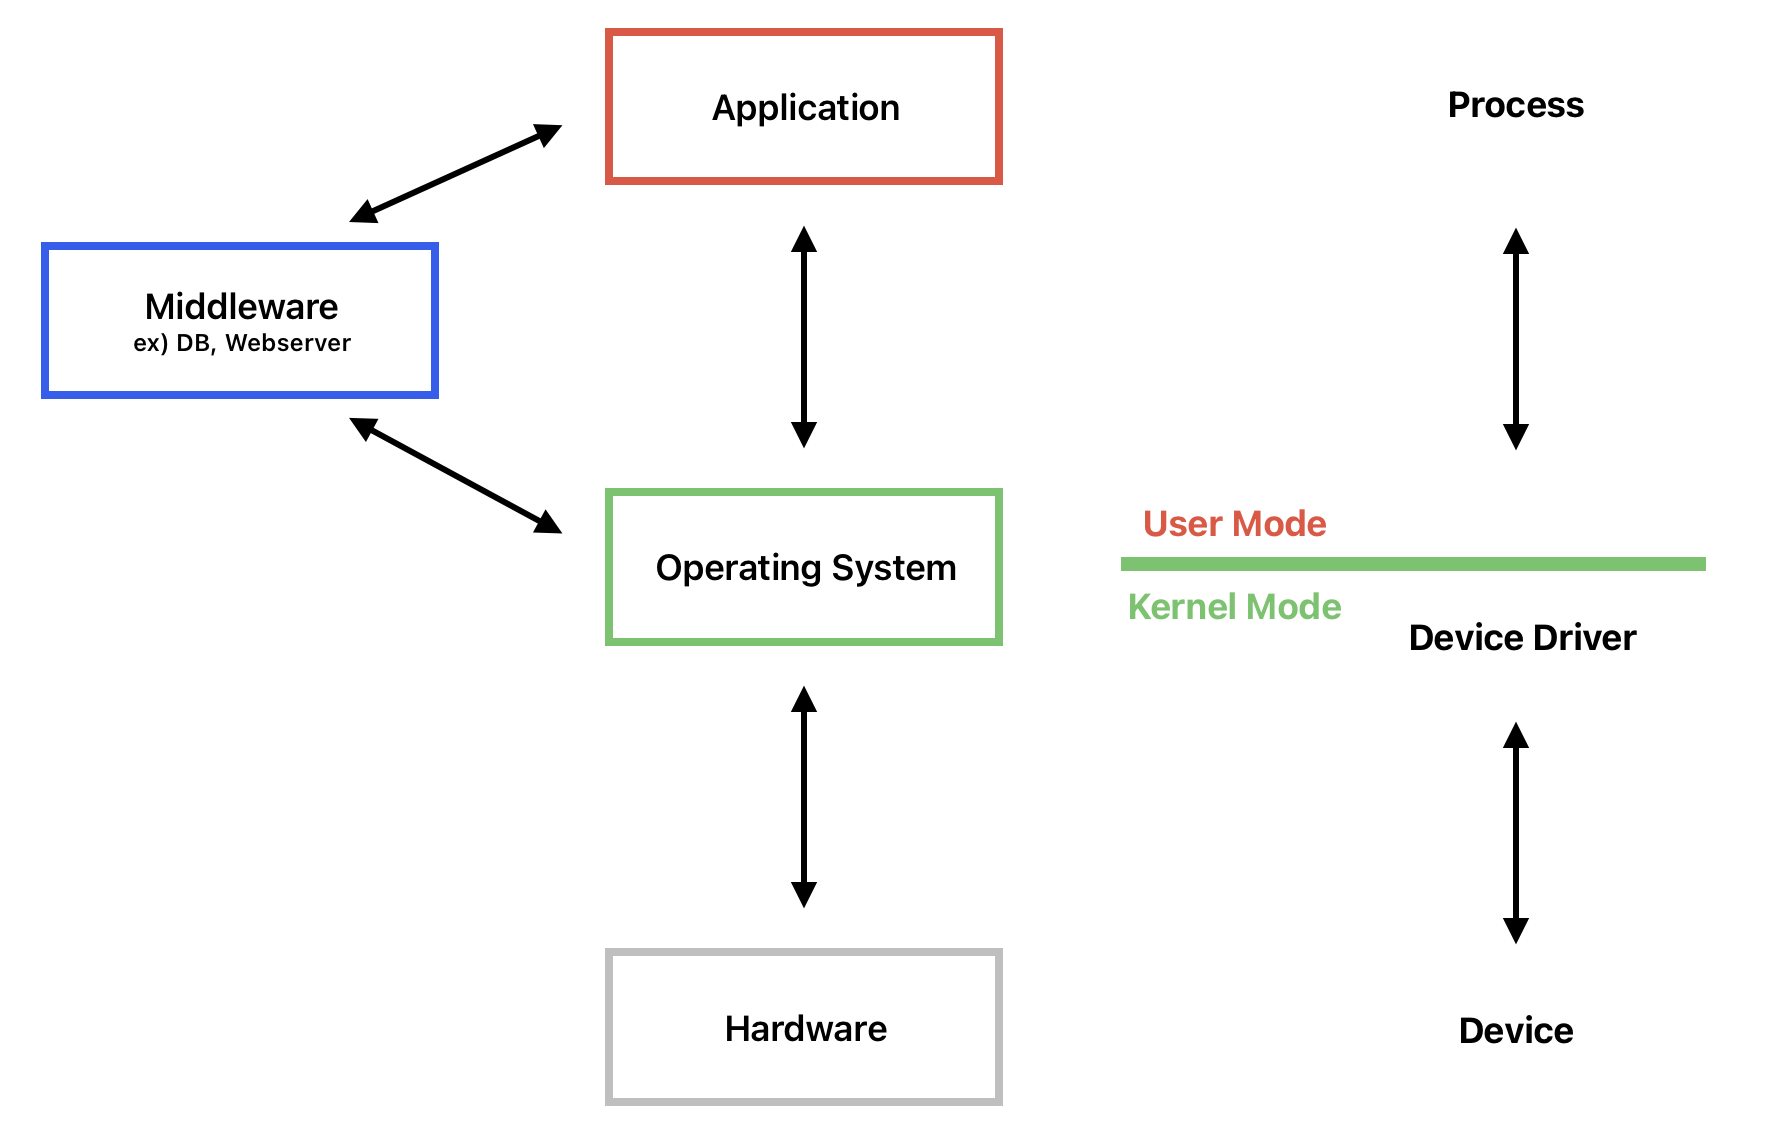 Application
Process
Middleware
ex) DB, Webserver
User Mode
Operating System
Kernel Mode
Device Driver
Hardware
Device